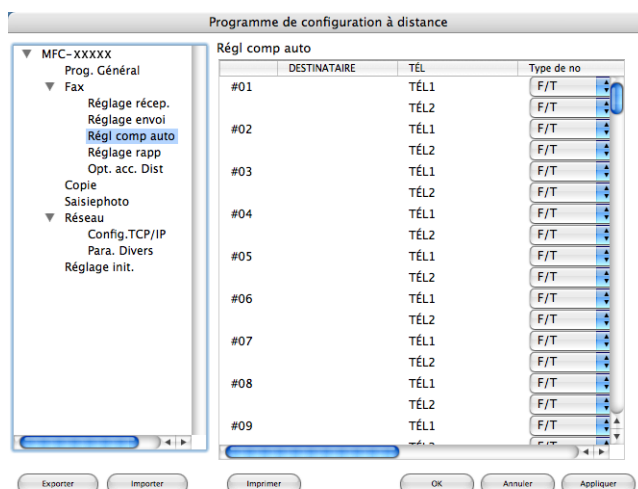 Programme de configuration à distance
MFC-XXXXX
Prog. Général
Fax
Réglage récep.
Réglage envoi
Régl comp auto
Réglage rapp
Opt. acc. Dist
Copie
Saisiephoto
Réseau
Config.TCP/IP
Para. Divers
Réglage init.
Régl comp auto
DESTINATAIRE TÉL Type de no
#01 TÉL1 F/T
TÉL2 F/T
#02 TÉL1 F/T
TÉL2 F/T
#03 TÉL1 F/T
TÉL2 F/T
#04 TÉL1 F/T
TÉL2 F/T
#05 TÉL1 F/T
TÉL2 F/T
#06 TÉL1 F/T
TÉL2 F/T
#07 TÉL1 F/T
TÉL2 F/T
#08 TÉL1 F/T
TÉL2 F/T
#09 TÉL1 F/T
TÉL2 F/T
Exporter Importer Imprimer OK Annuler Appliquer